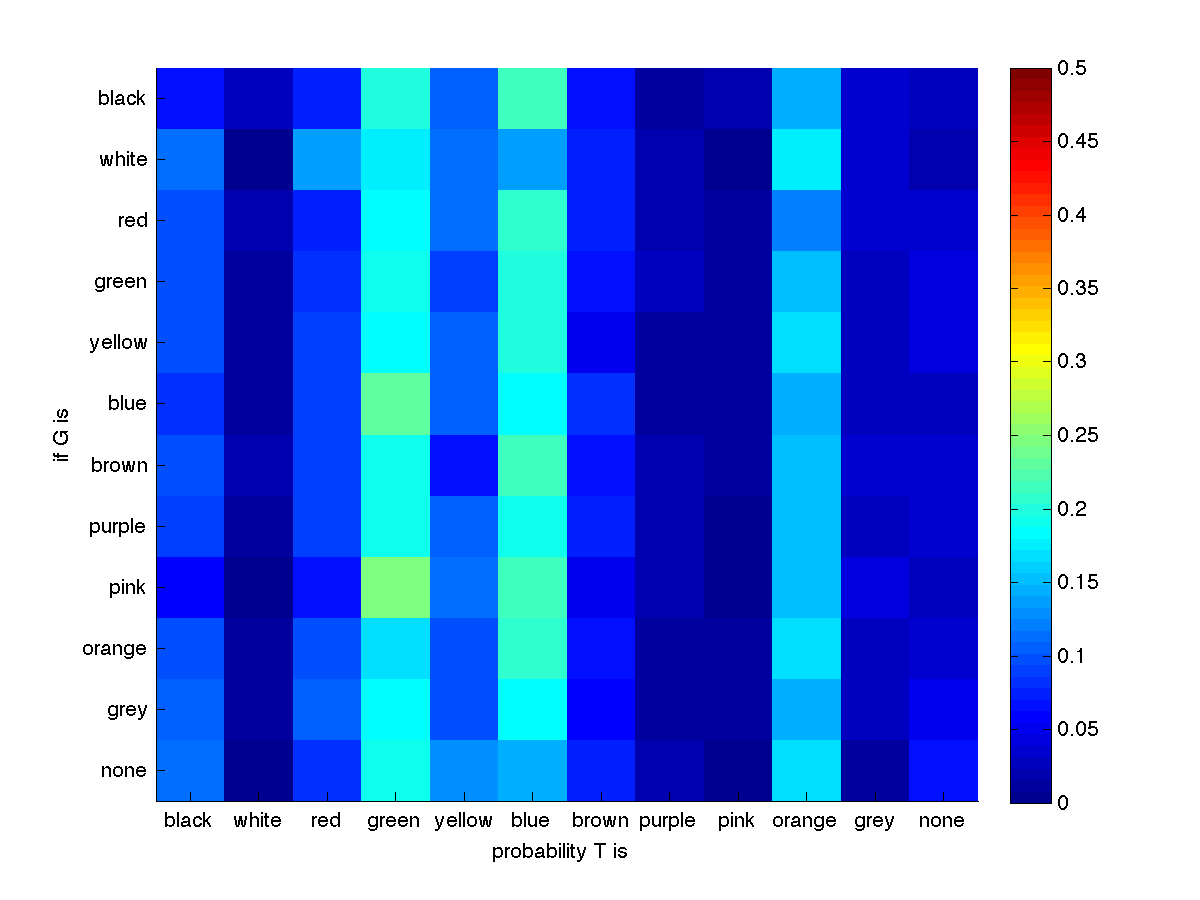 black
white
red
green
yellow
blue
brown
purple
pink
orange
grey
none
if G is
black white red green yellow blue brown purple pink orange grey none
probability T is
0.5
0.45
0.4
0.35
0.3
0.25
0.2
0.15
0.1
0.05
0